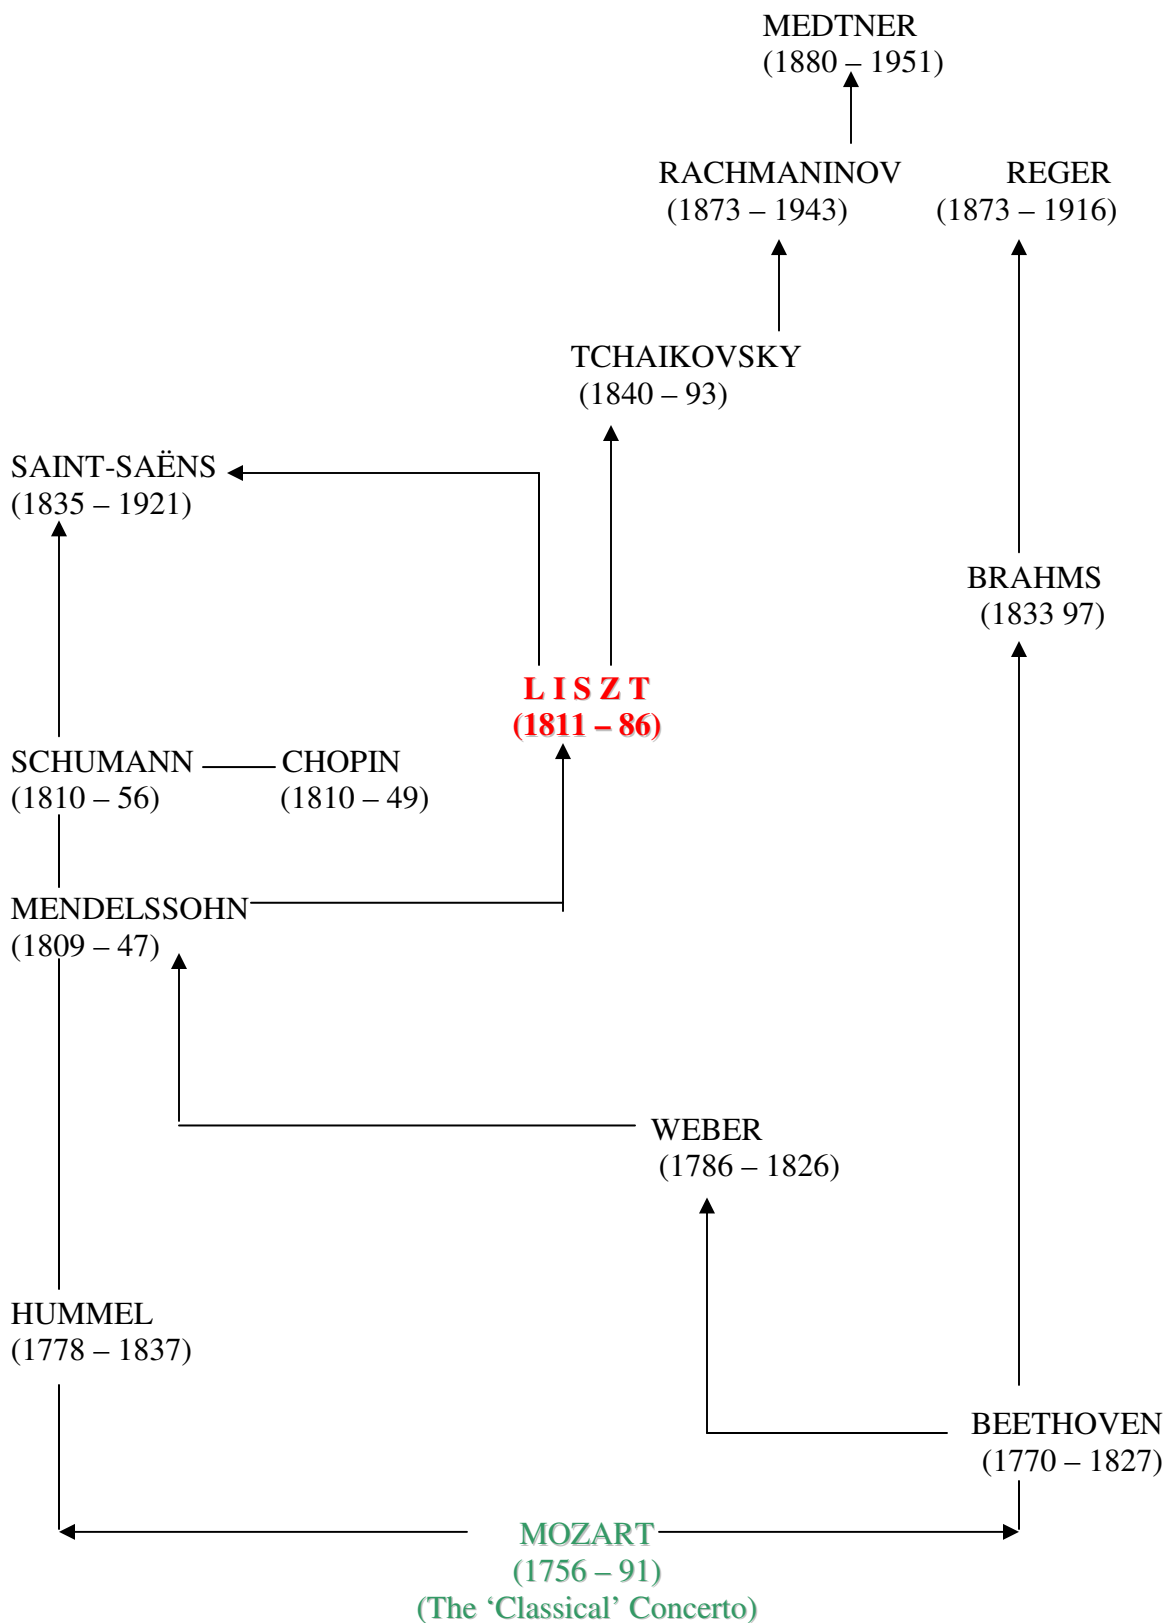 MEDTNER
(1880 – 1951)
RACHMANINOV
(1873 – 1943)
REGER
(1873 – 1916)
TCHAIKOVSKY
(1840 – 93)
SAINT-SAËNS
(1835 – 1921)
BRAHMS
(1833 97)
L I S Z T
(1811 – 86)
SCHUMANN
(1810 – 56)
CHOPIN
(1810 – 49)
MENDELSSOHN
(1809 – 47)
WEBER
(1786 – 1826)
HUMMEL
(1778 – 1837)
BEETHOVEN
(1770 – 1827)
MOZART
(1756 – 91)
(The ‘Classical’ Concerto)